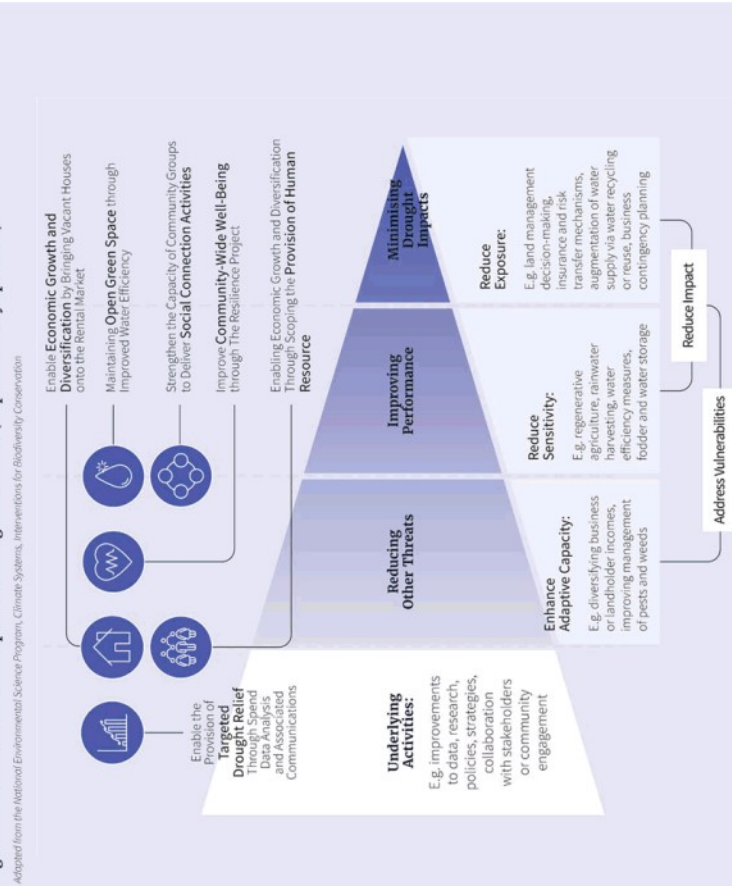 Adapted from the National Environmental Science Program, Climate Systems, Interventions for Biodiversity Conservation
Enable the
Provision of
Targeted
Drought Relief
Through Spend
Data Analysis
and Associated
Communications
Enable Economic Growth and
Diversification by Bringing Vacant Houses
onto the Rental Market
Maintaining Open Green Space through
Improved Water Efficiency
Strengthen the Capacity of Community Groups
to Deliver Social Connection Activities
Improve Community-Wide Well-Being
through The Resilience Project
Enabling Economic Growth and Diversification
Through Scoping the Provision of Human
Resource
Underlying
Activities:
E.g. improvements
to data, research,
policies, strategies,
collaboration
with stakeholders
or community
engagement
Reducing
Other Threats
Improving
Performance
Minimising
Drought
Impacts
Enhance
Adaptive Capacity:
E.g. diversifying business
or landholder incomes,
improving management
of pests and weeds
Reduce
Sensitivity:
E.g. regenerative
agriculture, rainwater
harvesting, water
efficiency measures,
fodder and water storage
Reduce
Exposure:
E.g. land management
decision-making,
insurance and risk
transfer mechanisms,
augmentation of water
supply via water recycling
or reuse, business
contingency planning
Reduce Impact
Address Vulnerabilities